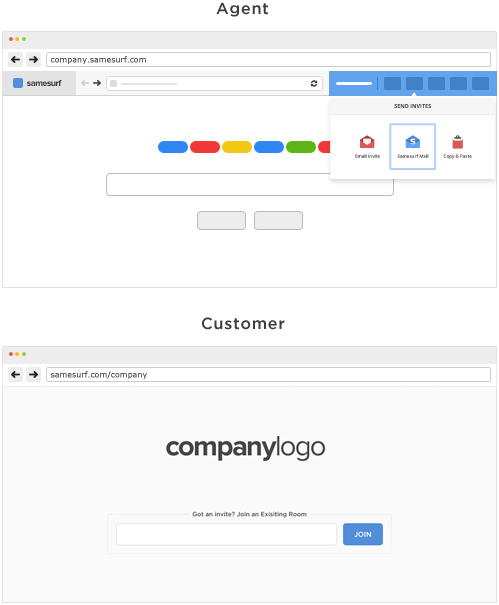 Agent
company.samesurf.com
samesurf
SEND INVITES
Email Invite
Samesurf Mail
Copy & Paste
Customer
samesurf.com/company
companylogo
Got an invite? Join an Exisiting Room
JOIN